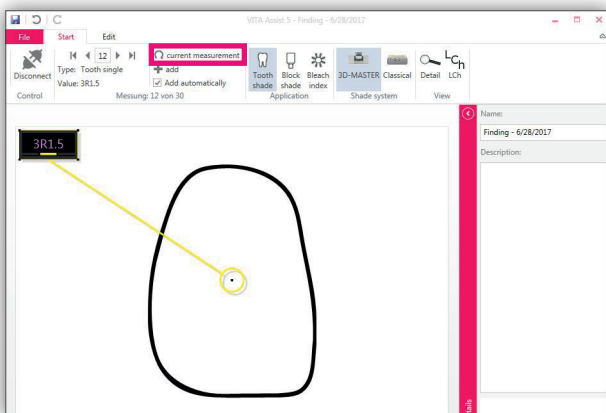 VITA Assist 5 - Finding - 6/28/2017
File Start Edit
Disconnect
12
Type: Tooth single
Value: 3R1.5
current measurement
add
Add automatically
Tooth shade
Block shade
Bleach index
3D-MASTER
Classical
Detail
LCh
LCh
Control
Messung: 12 von 30
Application
Shade system
View
3R1.5
Name:
Finding - 6/28/2017
Description: